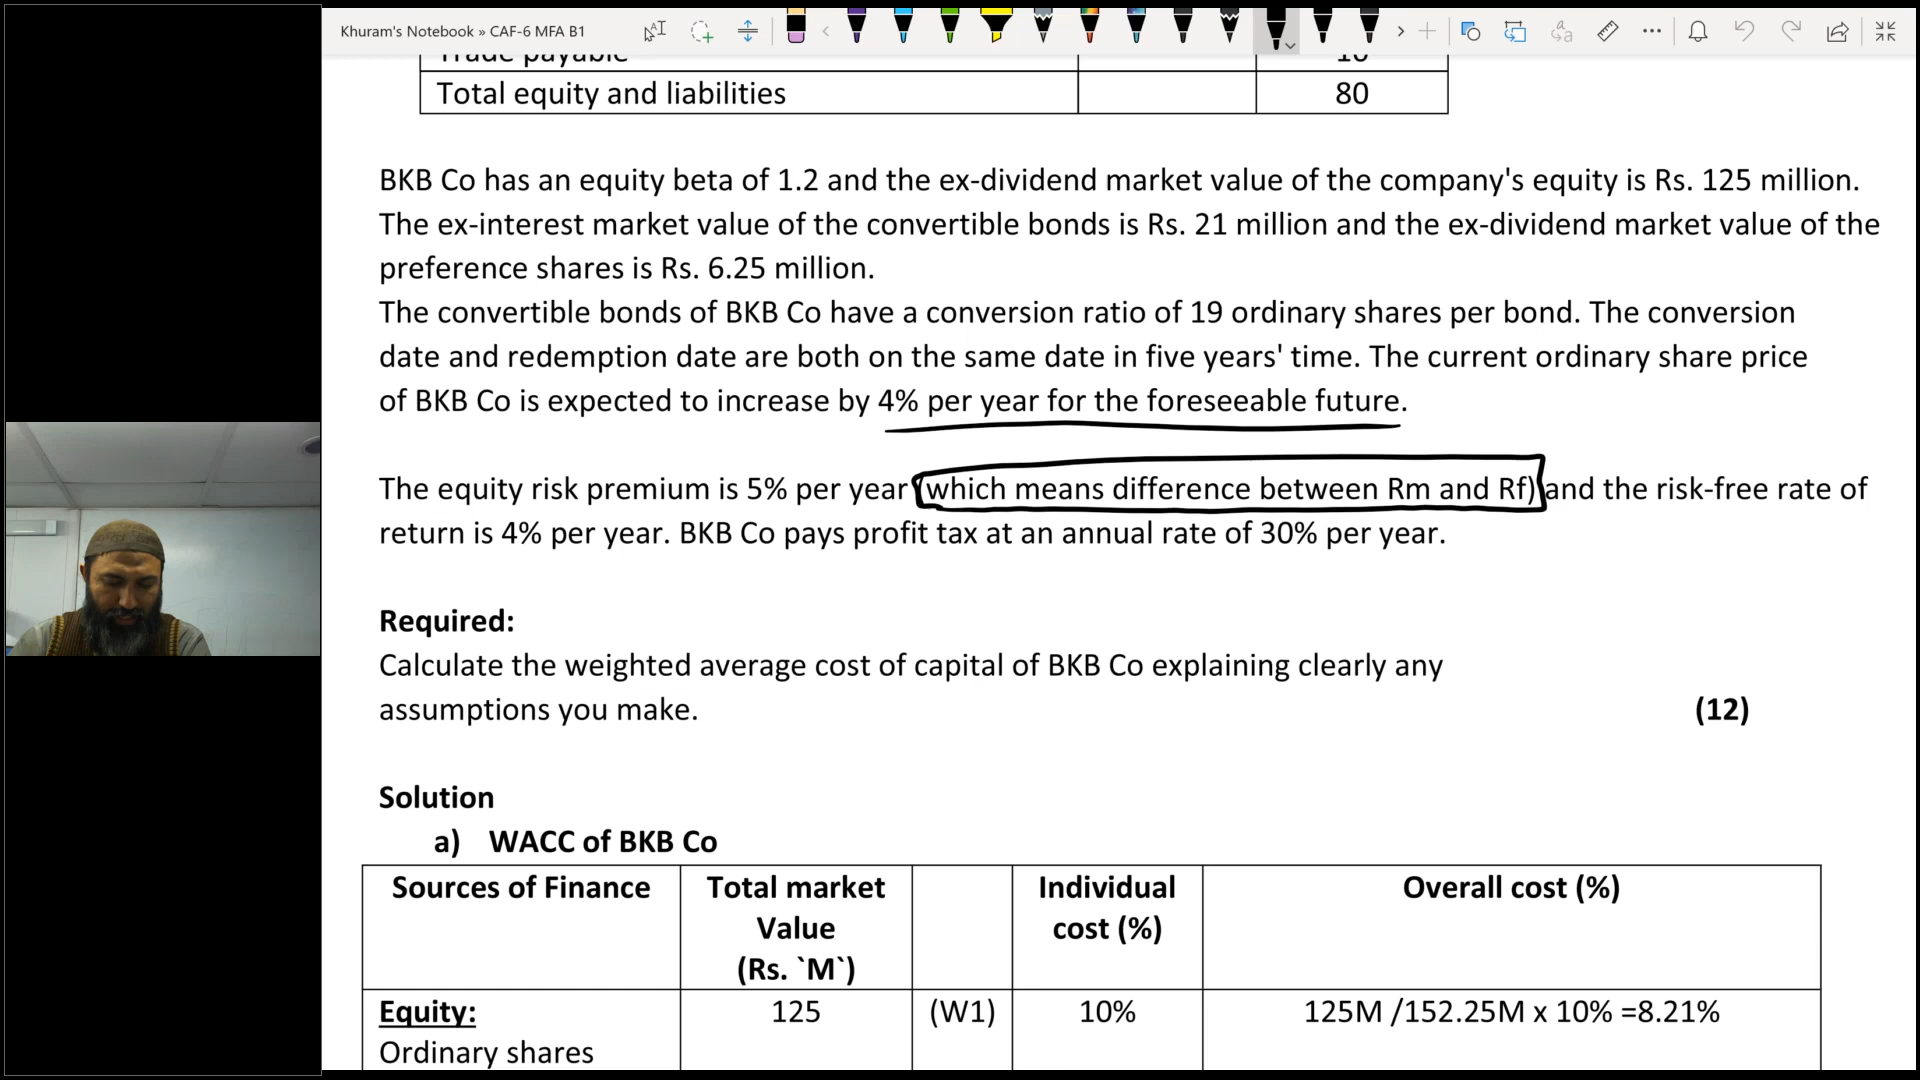 Khuram's Notebook » CAF-6 MFA B1
Trade payable 10
Total equity and liabilities 80
BKB Co has an equity beta of 1.2 and the ex-dividend market value of the company's equity is Rs. 125 million.
The ex-interest market value of the convertible bonds is Rs. 21 million and the ex-dividend market value of the
preference shares is Rs. 6.25 million.
The convertible bonds of BKB Co have a conversion ratio of 19 ordinary shares per bond. The conversion
date and redemption date are both on the same date in five years' time. The current ordinary share price
of BKB Co is expected to increase by 4% per year for the foreseeable future.
The equity risk premium is 5% per year (which means difference between Rm and Rf) and the risk-free rate of
return is 4% per year. BKB Co pays profit tax at an annual rate of 30% per year.
Required:
Calculate the weighted average cost of capital of BKB Co explaining clearly any
assumptions you make. (12)
Solution
a) WACC of BKB Co
Sources of Finance Total market Individual Overall cost (%)
Value cost (%)
(Rs. `M`)
Equity: 125 (W1) 10% 125M /152.25M x 10% =8.21%
Ordinary shares